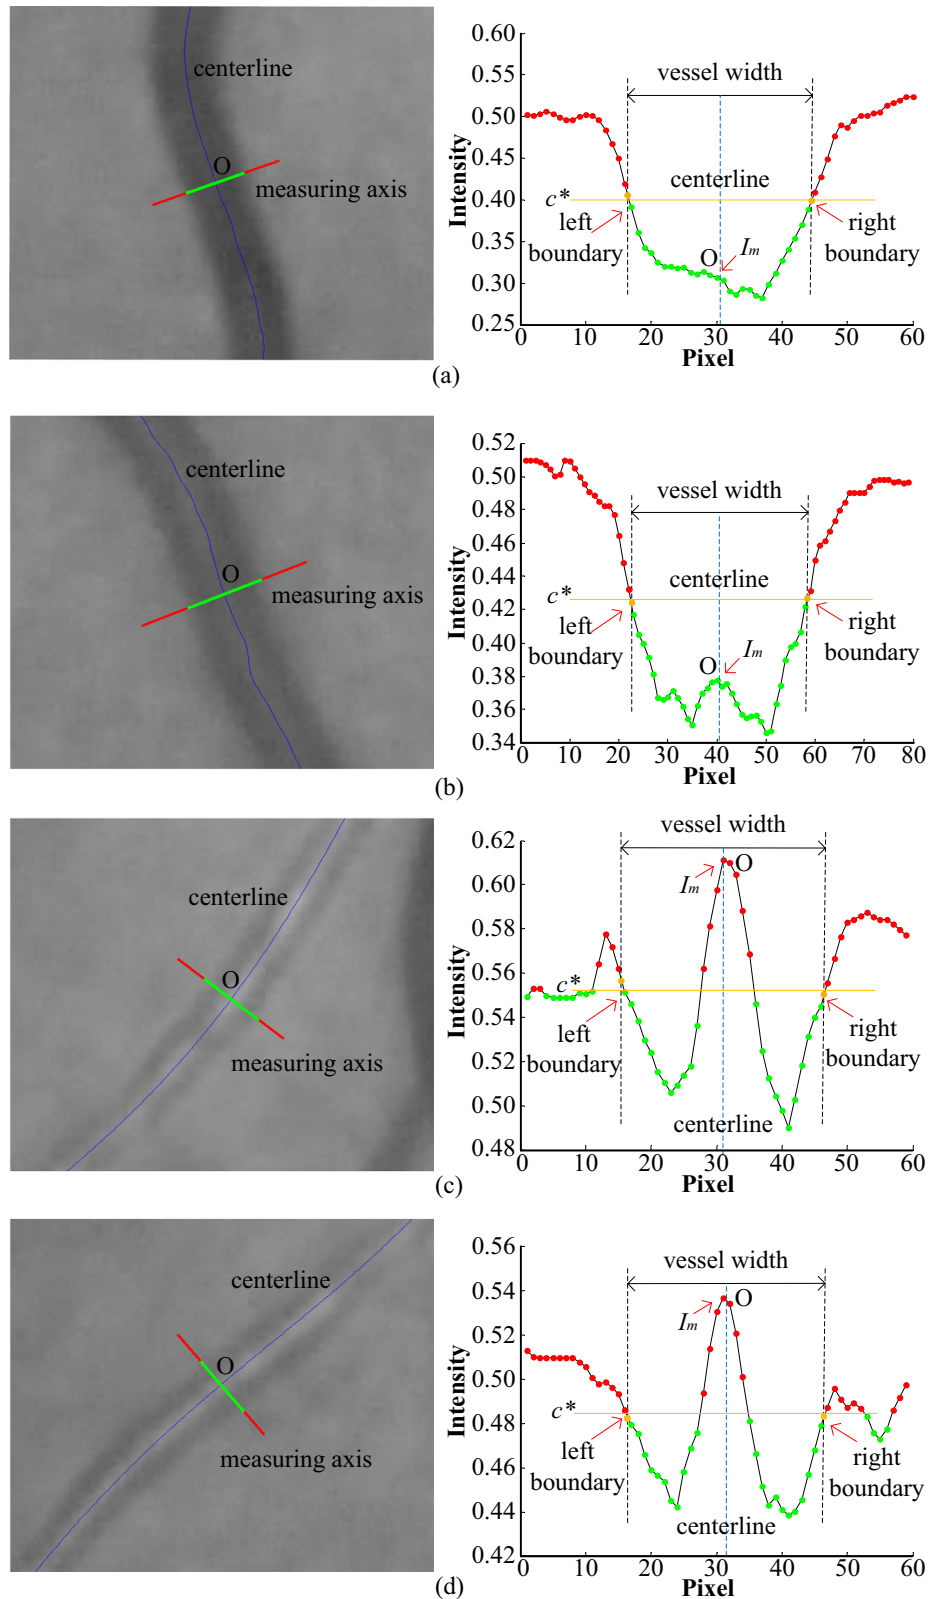 centerline
O
measuring axis
0.60
0.55
0.50
0.45
0.40
0.35
0.30
0.25
Intensity
vessel width
centerline
c*
left
boundary
right
boundary
O
Im
0 10 20 30 40 50 60
Pixel
(a)
centerline
O
measuring axis
0.52
0.50
0.48
0.46
0.44
0.42
0.40
0.38
0.36
0.34
Intensity
vessel width
centerline
c*
left
boundary
right
boundary
O
Im
0 10 20 30 40 50 60 70 80
Pixel
(b)
centerline
O
measuring axis
0.62
0.60
0.58
0.56
0.54
0.52
0.50
0.48
Intensity
vessel width
Im
O
c*
left
boundary
right
boundary
centerline
0 10 20 30 40 50 60
Pixel
(c)
centerline
O
measuring axis
0.56
0.54
0.52
0.50
0.48
0.46
0.44
0.42
Intensity
vessel width
Im
O
c*
left
boundary
right
boundary
centerline
0 10 20 30 40 50 60
Pixel
(d)